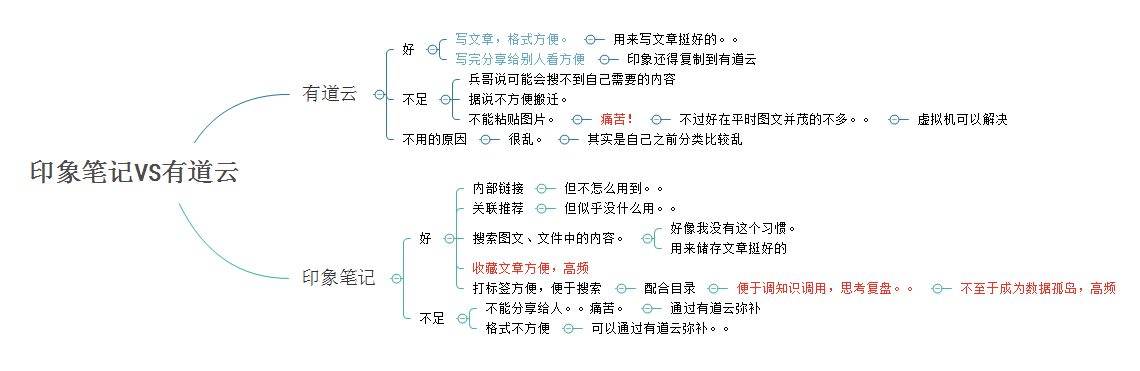 印象笔记VS有道云
有道云
好
写文章，格式方便。
用来写文章挺好的。。
写完分享给别人看方便
印象还得复制到有道云
不足
兵哥说可能会搜不到自己需要的内容
据说不方便搬迁。
不能粘贴图片。
痛苦！
不过好在平时图文并茂的不多。。
虚拟机可以解决
不用的原因
很乱。
其实是自己之前分类比较乱
印象笔记
好
内部链接
但不怎么用到。。
关联推荐
但似乎没什么用。。
搜索图文、文件中的内容。
好像我没有这个习惯。
用来储存文章挺好的
收藏文章方便，高频
打标签方便，便于搜索
配合目录
便于调知识调用，思考复盘。。
不至于成为数据孤岛，高频
不足
不能分享给人。。痛苦。
通过有道云弥补
格式不方便
可以通过有道云弥补。。